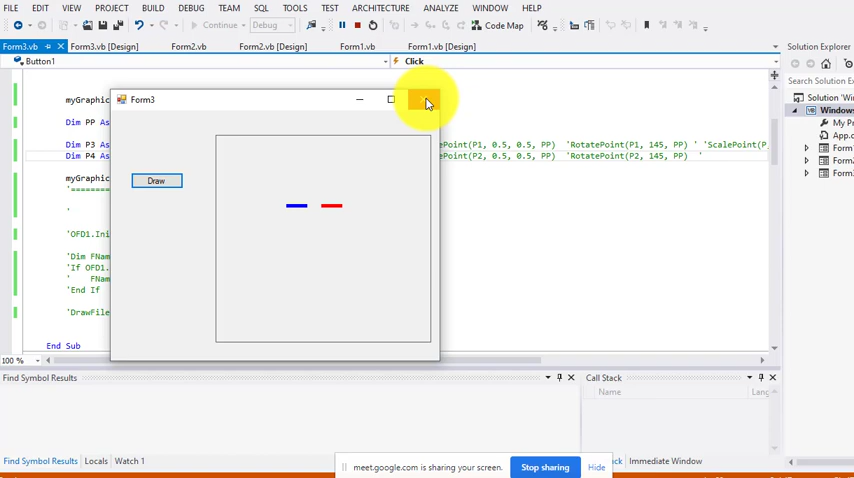 FILE EDIT VIEW PROJECT BUILD DEBUG TEAM SQL TOOLS TEST ARCHITECTURE ANALYZE WINDOW HELP
Continue Debug Code Map
Form3.vb Form3.vb [Design] Form2.vb Form2.vb [Design] Form1.vb Form1.vb [Design] Solution Explorer
Button1 Click
Search Solution
Solution 'Win
Windows
My Pr
App.c
Form
Form
Form
myGraphic
Dim PP As
Dim P3 As
ePoint(P1, 0.5, 0.5, PP) 'RotatePoint(P1, 145, PP) ' 'ScalePoint(P
Dim P4 As
ePoint(P2, 0.5, 0.5, PP) 'RotatePoint(P2, 145, PP) '
myGraphic
'
'OFD1.Ini
'Dim FName
'If OFD1.
' FName
'End If
'DrawFile
End Sub
Form3
Draw
100 %
Find Symbol Results Call Stack
Name Lang
Find Symbol Results Locals Watch 1 Immediate Window
meet.google.com is sharing your screen. Stop sharing Hide